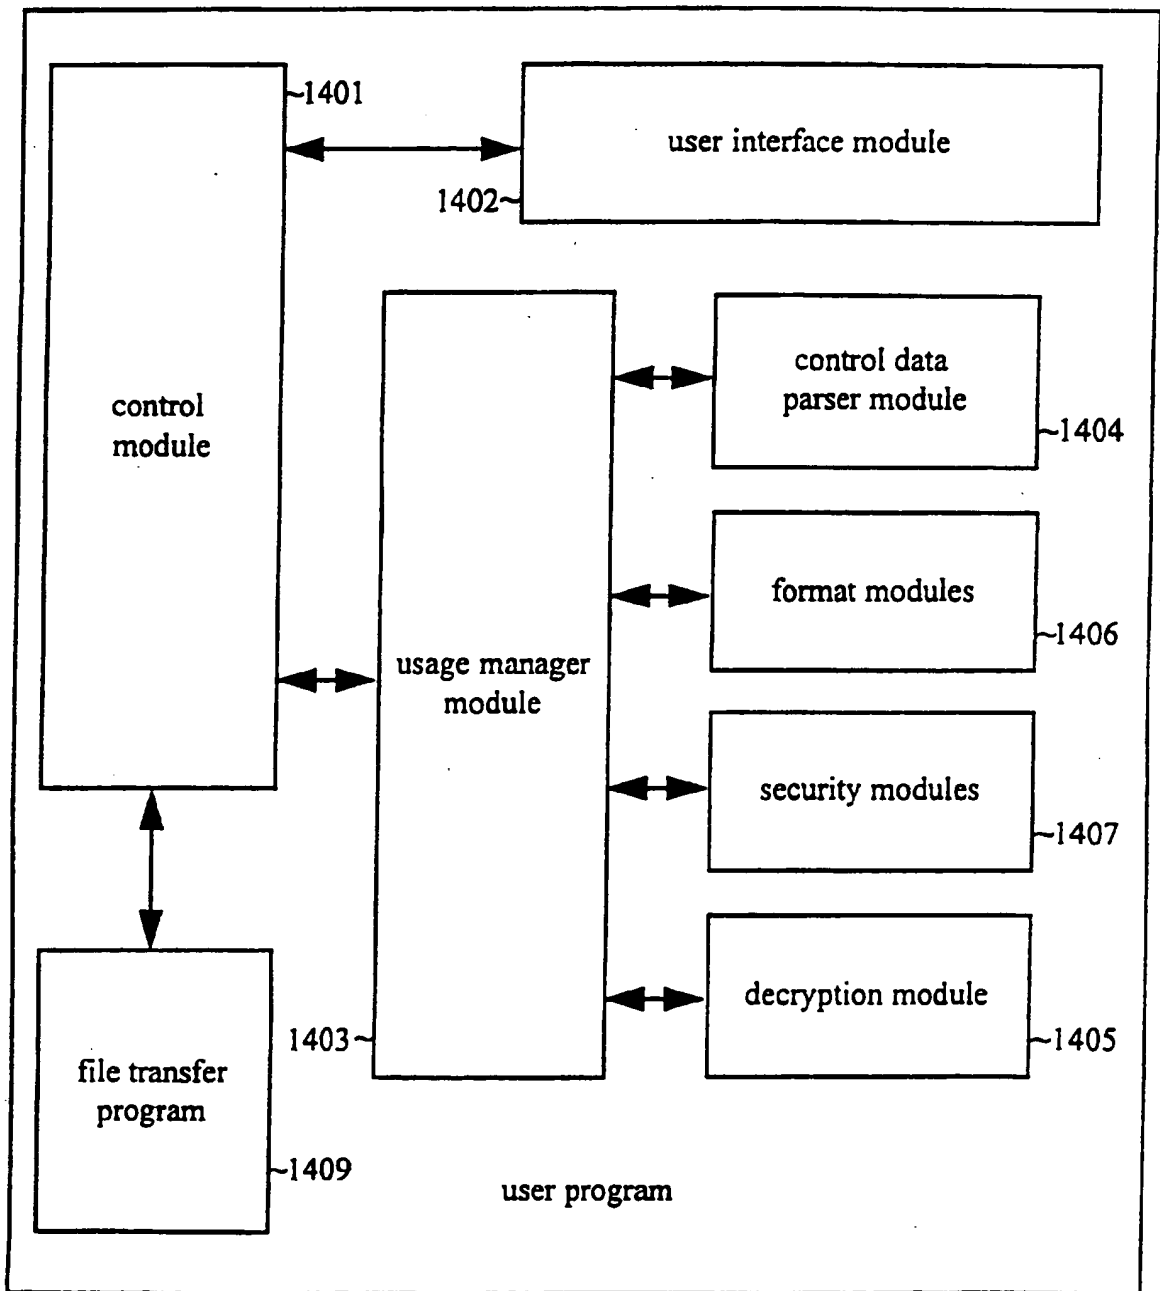 ~1401
user interface module
1402~
control
module
control data
parser module
~1404
format modules
~1406
usage manager
module
security modules
~1407
decryption module
~1405
1403~
file transfer
program
~1409
user program